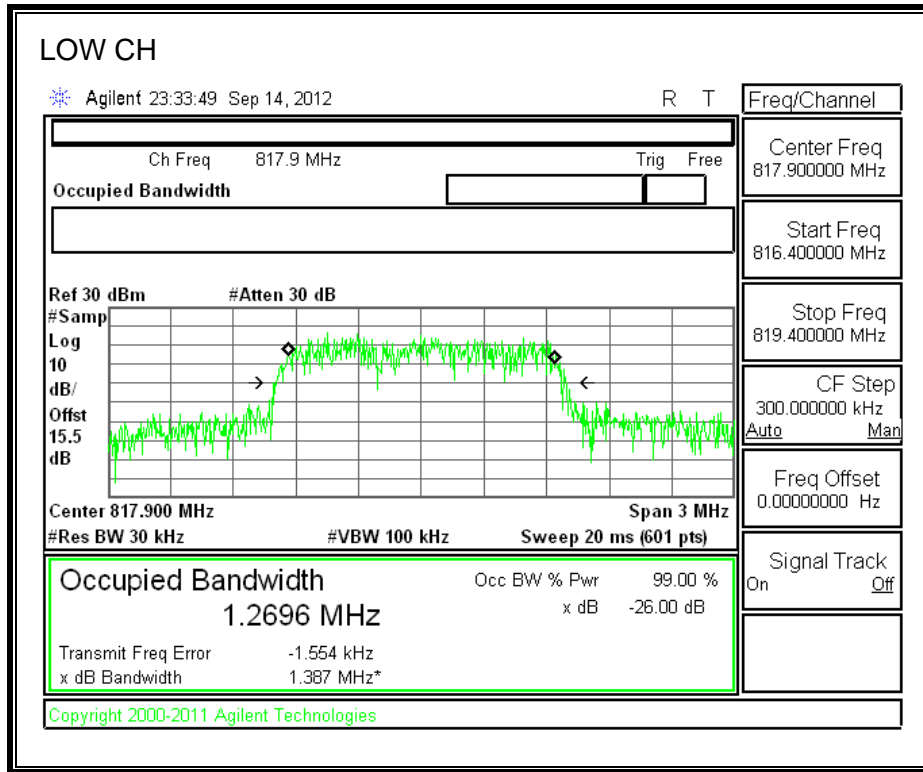 LOW CH
Agilent 23:33:49 Sep 14, 2012 R T
Freq/Channel
Ch Freq 817.9 MHz Trig Free
Occupied Bandwidth
Center Freq
817.900000 MHz
Start Freq
816.400000 MHz
Stop Freq
819.400000 MHz
CF Step
300.000000 kHz
Auto Man
Freq Offset
0.00000000 Hz
Signal Track
On Off
Ref 30 dBm #Atten 30 dB
#Samp
Log
10
dB/
Offst
15.5
dB
Center 817.900 MHz Span 3 MHz
#Res BW 30 kHz #VBW 100 kHz Sweep 20 ms (601 pts)
Occupied Bandwidth Occ BW % Pwr 99.00 %
1.2696 MHz x dB -26.00 dB
Transmit Freq Error -1.554 kHz
x dB Bandwidth 1.387 MHz*
Copyright 2000-2011 Agilent Technologies